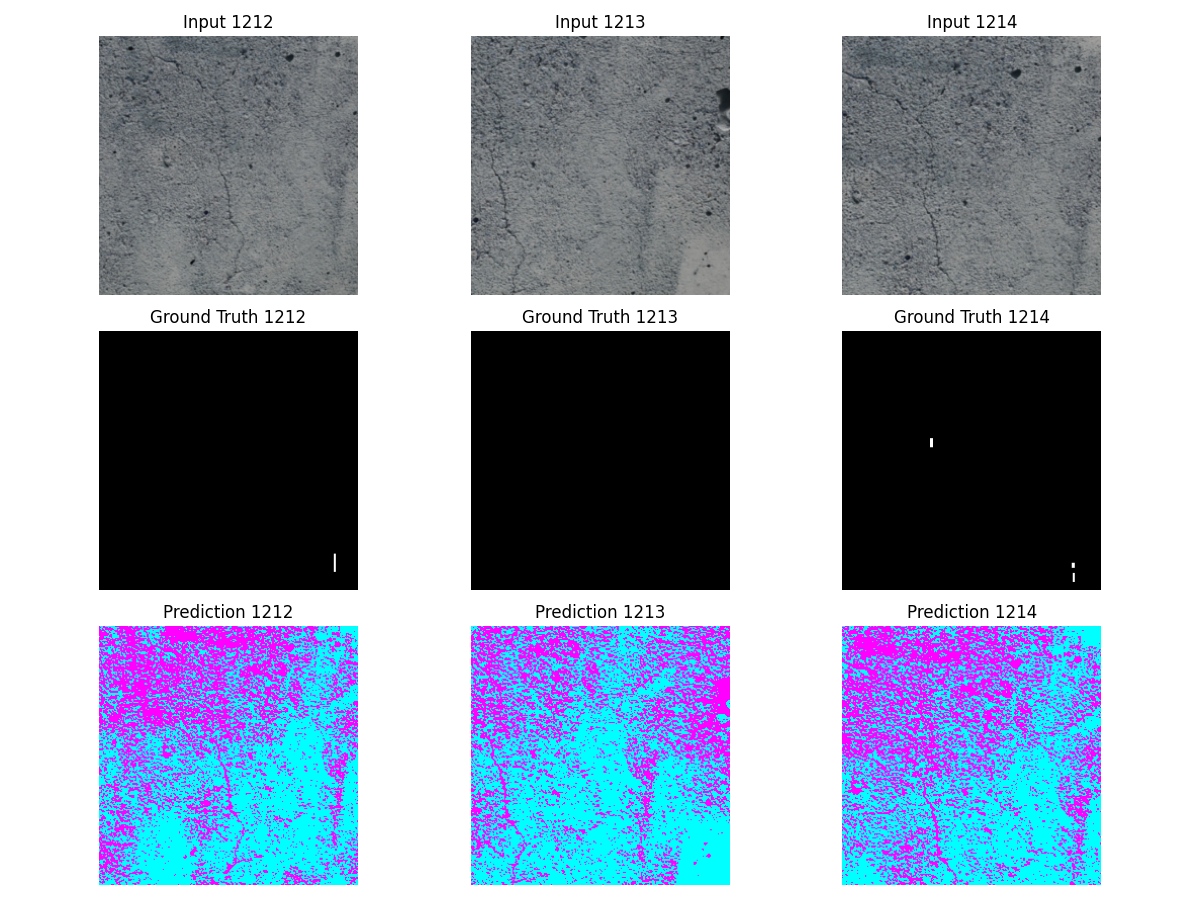 Input 1212
Input 1213
Input 1214
Ground Truth 1212
Ground Truth 1213
Ground Truth 1214
Prediction 1212
Prediction 1213
Prediction 1214